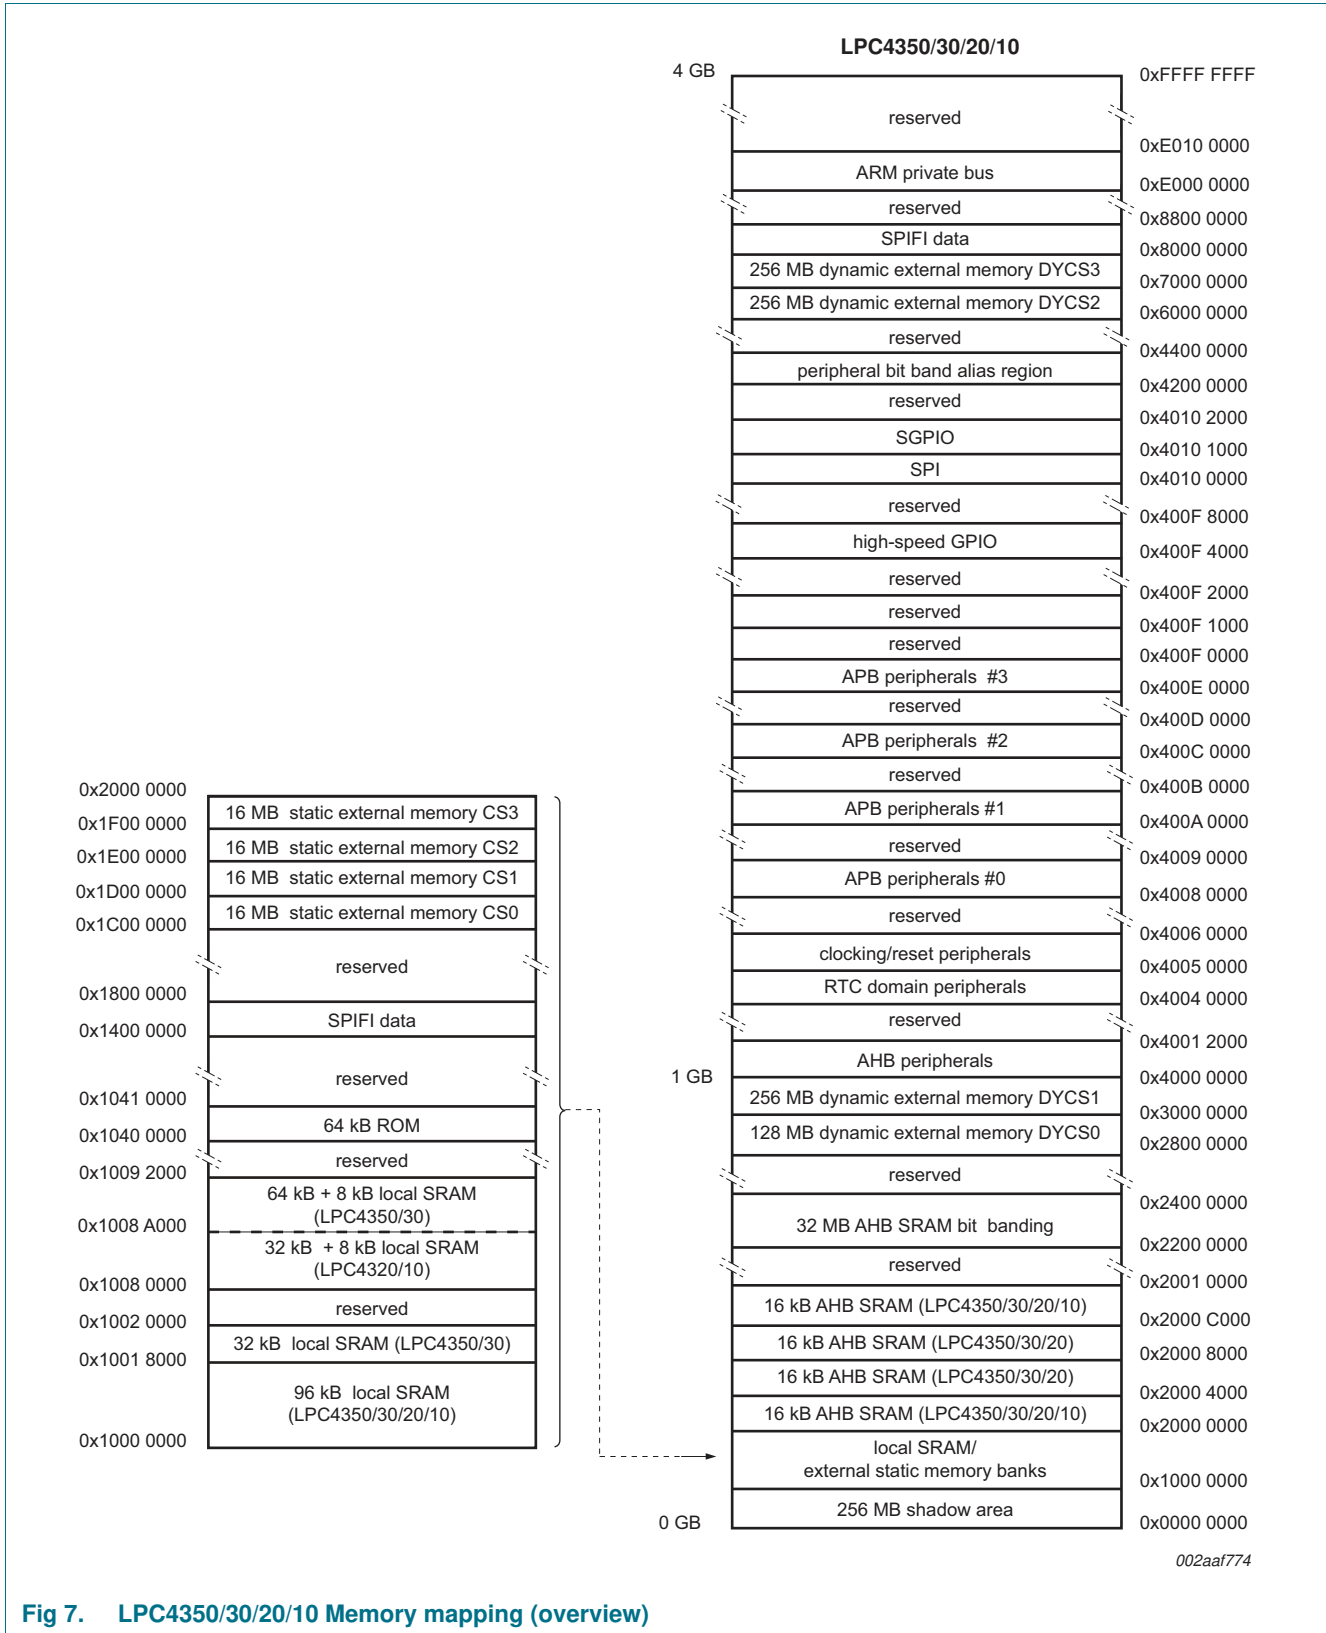 LPC4350/30/20/10
4 GB
0xFFFF FFFF
reserved
0xE010 0000
ARM private bus
0xE000 0000
reserved
0x8800 0000
SPIFI data
0x8000 0000
256 MB dynamic external memory DYCS3
0x7000 0000
256 MB dynamic external memory DYCS2
0x6000 0000
reserved
0x4400 0000
peripheral bit band alias region
0x4200 0000
reserved
0x4010 2000
SGPIO
0x4010 1000
SPI
0x4010 0000
reserved
0x400F 8000
high-speed GPIO
0x400F 4000
reserved
0x400F 2000
reserved
0x400F 1000
reserved
0x400F 0000
APB peripherals #3
0x400E 0000
reserved
0x400D 0000
APB peripherals #2
0x400C 0000
reserved
0x400B 0000
APB peripherals #1
0x400A 0000
reserved
0x4009 0000
APB peripherals #0
0x4008 0000
reserved
0x4006 0000
clocking/reset peripherals
0x4005 0000
RTC domain peripherals
0x4004 0000
reserved
0x4001 2000
AHB peripherals
1 GB
0x4000 0000
256 MB dynamic external memory DYCS1
0x3000 0000
128 MB dynamic external memory DYCS0
0x2800 0000
reserved
0x2400 0000
32 MB AHB SRAM bit banding
0x2200 0000
reserved
0x2001 0000
16 kB AHB SRAM (LPC4350/30/20/10)
0x2000 C000
16 kB AHB SRAM (LPC4350/30/20)
0x2000 8000
16 kB AHB SRAM (LPC4350/30/20)
0x2000 4000
16 kB AHB SRAM (LPC4350/30/20/10)
0x2000 0000
local SRAM/
external static memory banks
0x1000 0000
256 MB shadow area
0 GB
0x0000 0000
0x2000 0000
16 MB static external memory CS3
0x1F00 0000
16 MB static external memory CS2
0x1E00 0000
16 MB static external memory CS1
0x1D00 0000
16 MB static external memory CS0
0x1C00 0000
reserved
0x1800 0000
SPIFI data
0x1400 0000
reserved
0x1041 0000
64 kB ROM
0x1040 0000
reserved
0x1009 2000
64 kB + 8 kB local SRAM
(LPC4350/30)
0x1008 A000
32 kB + 8 kB local SRAM
(LPC4320/10)
0x1008 0000
reserved
0x1002 0000
32 kB local SRAM (LPC4350/30)
0x1001 8000
96 kB local SRAM
(LPC4350/30/20/10)
0x1000 0000
002aaf774
Fig 7. LPC4350/30/20/10 Memory mapping (overview)